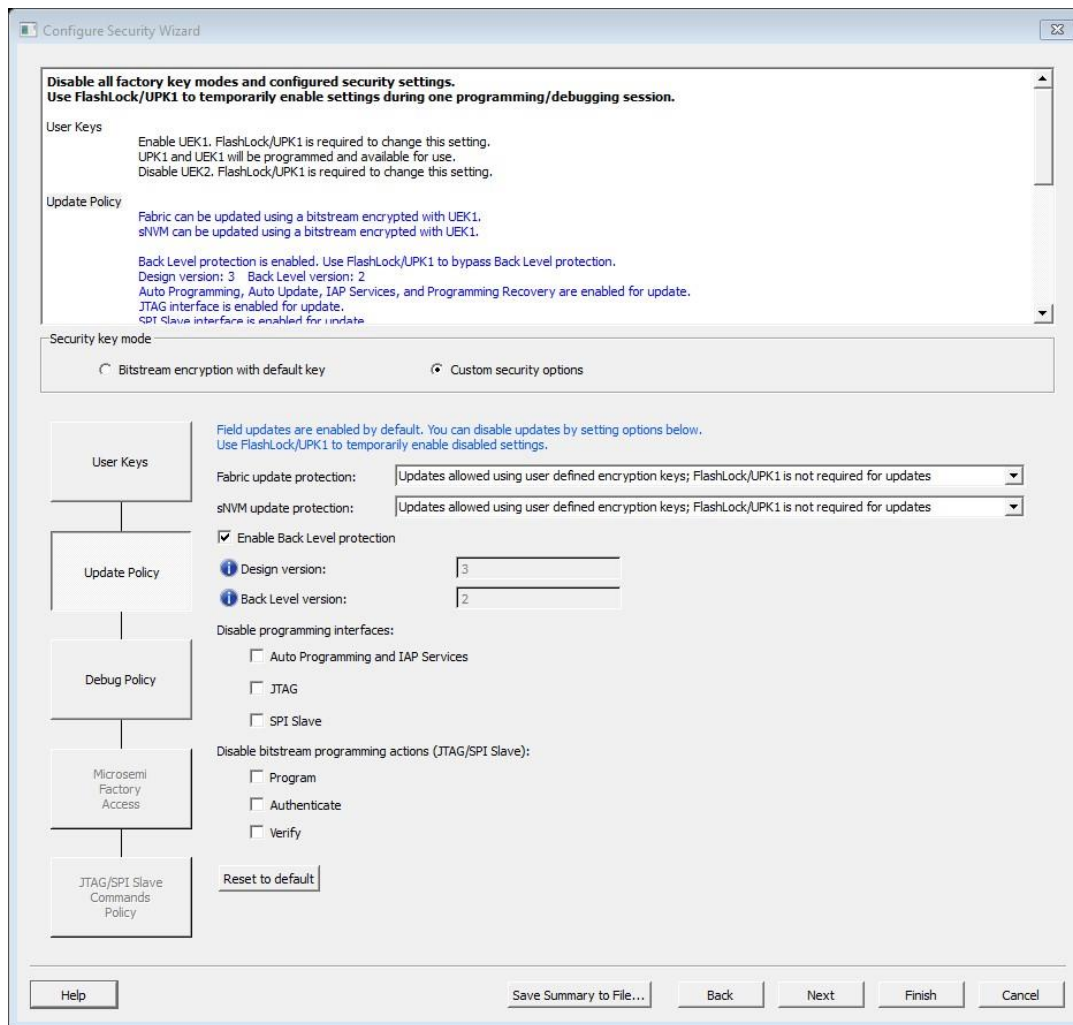 Configure Security Wizard
Disable all factory key modes and configured security settings.
Use FlashLock/UPK1 to temporarily enable settings during one programming/debugging session.
User Keys
Enable UEK1. FlashLock/UPK1 is required to change this setting.
UPK1 and UEK1 will be programmed and available for use.
Disable UEK2. FlashLock/UPK1 is required to change this setting.
Update Policy
Fabric can be updated using a bitstream encrypted with UEK1.
sNVM can be updated using a bitstream encrypted with UEK1.
Back Level protection is enabled. Use FlashLock/UPK1 to bypass Back Level protection.
Design version: 3 Back Level version: 2
Auto Programming, Auto Update, IAP Services, and Programming Recovery are enabled for update.
JTAG interface is enabled for update.
SPI Slave interface is enabled for update
Security key mode
Bitstream encryption with default key
Custom security options
User Keys
Update Policy
Debug Policy
Microsemi
Factory
Access
JTAG/SPI Slave
Commands
Policy
Field updates are enabled by default. You can disable updates by setting options below.
Use FlashLock/UPK1 to temporarily enable disabled settings.
Fabric update protection: Updates allowed using user defined encryption keys; FlashLock/UPK1 is not required for updates
sNVM update protection: Updates allowed using user defined encryption keys; FlashLock/UPK1 is not required for updates
Enable Back Level protection
Design version: 3
Back Level version: 2
Disable programming interfaces:
Auto Programming and IAP Services
JTAG
SPI Slave
Disable bitstream programming actions (JTAG/SPI Slave):
Program
Authenticate
Verify
Reset to default
Help
Save Summary to File...
Back
Next
Finish
Cancel